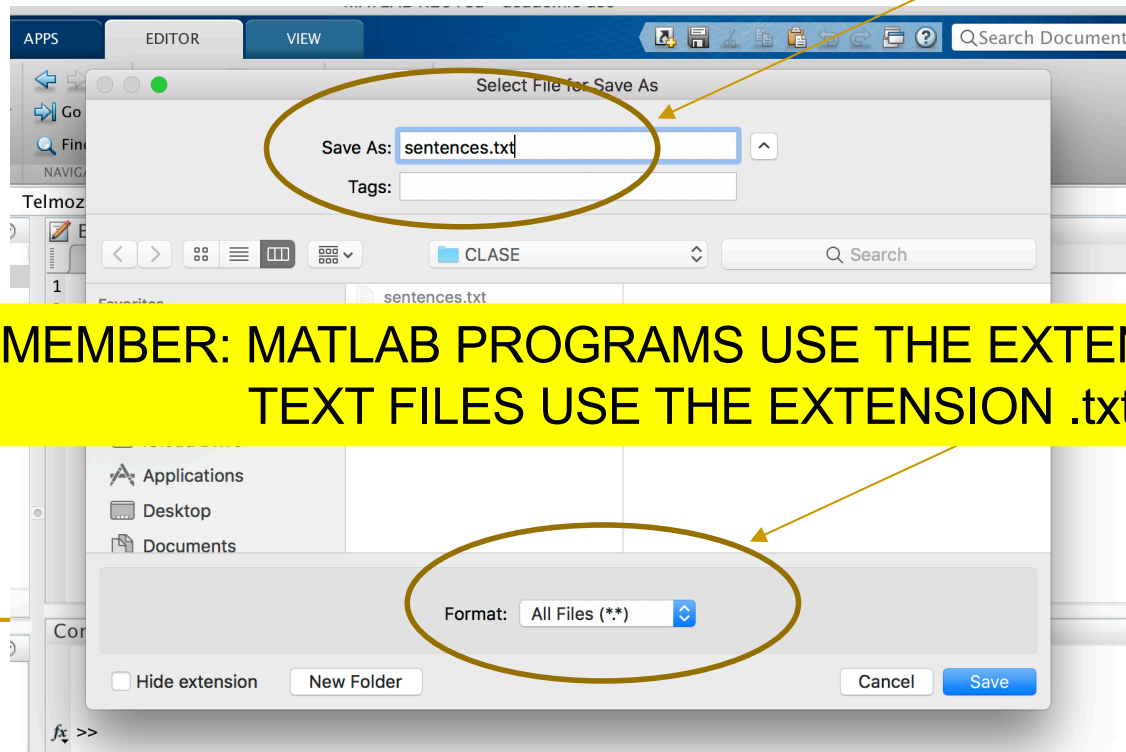 APPS EDITOR VIEW
Search Document
Select File for Save As
Go
Save As: sentences.txt
Tags:
Telmoz
CLASE
Search
1
sentences.txt
MEMBER: MATLAB PROGRAMS USE THE EXTEN
TEXT FILES USE THE EXTENSION .txt
Applications
Desktop
Documents
Format: All Files (*.*)
Hide extension New Folder Cancel Save
fx >>